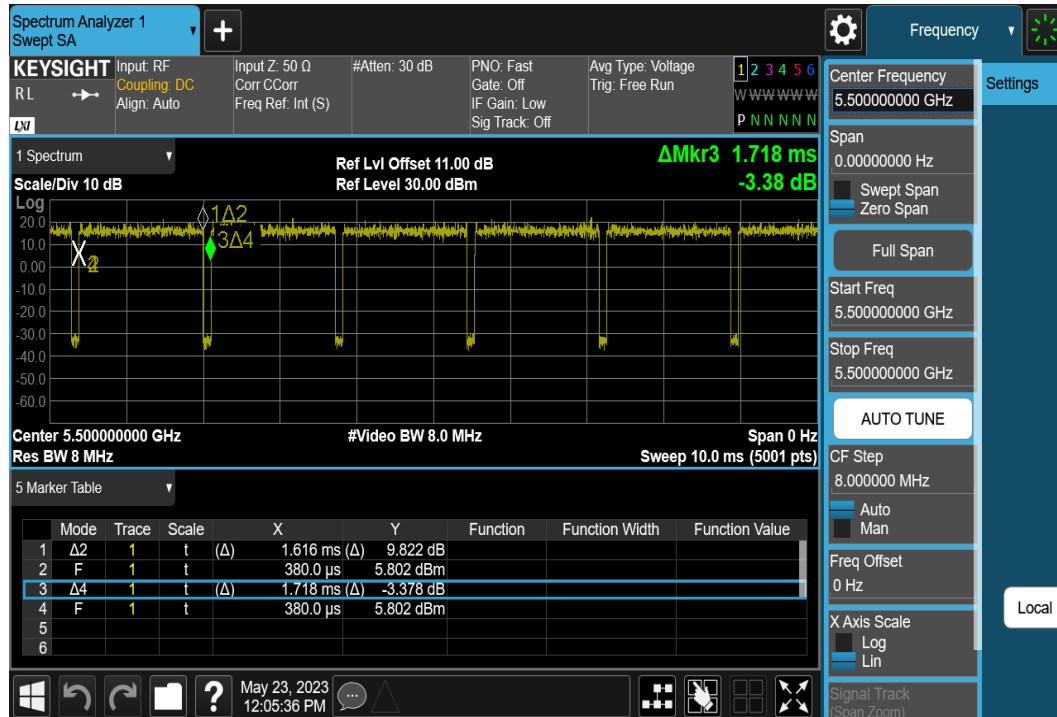 Spectrum Analyzer 1
Swept SA
Frequency
KEYSIGHT
RL
LXI
Input: RF
Coupling: DC
Align: Auto
Input Z: 50 Ω
Corr CCorr
Freq Ref: Int (S)
#Atten: 30 dB
PNO: Fast
Gate: Off
IF Gain: Low
Sig Track: Off
Avg Type: Voltage
Trig: Free Run
1 2 3 4 5 6
W W W W W W
P N N N N N
1 Spectrum
Scale/Div 10 dB
Ref Lvl Offset 11.00 dB
Ref Level 30.00 dBm
ΔMkr3 1.718 ms
-3.38 dB
Log
20.0
10.0
0.00
-10.0
-20.0
-30.0
-40.0
-50.0
-60.0
1Δ2
3Δ4
Center 5.500000000 GHz
Res BW 8 MHz
#Video BW 8.0 MHz
Span 0 Hz
Sweep 10.0 ms (5001 pts)
5 Marker Table
Mode Trace Scale X Y Function Function Width Function Value
1 Δ2 1 t (Δ) 1.616 ms (Δ) 9.822 dB
2 F 1 t 380.0 µs 5.802 dBm
3 Δ4 1 t (Δ) 1.718 ms (Δ) -3.378 dB
4 F 1 t 380.0 µs 5.802 dBm
5
6
?
May 23, 2023
12:05:36 PM
Center Frequency
5.500000000 GHz
Span
0.00000000 Hz
Swept Span
Zero Span
Full Span
Start Freq
5.500000000 GHz
Stop Freq
5.500000000 GHz
AUTO TUNE
CF Step
8.000000 MHz
Auto
Man
Freq Offset
0 Hz
X Axis Scale
Log
Lin
Signal Track
(Span Zoom)
Settings
Local